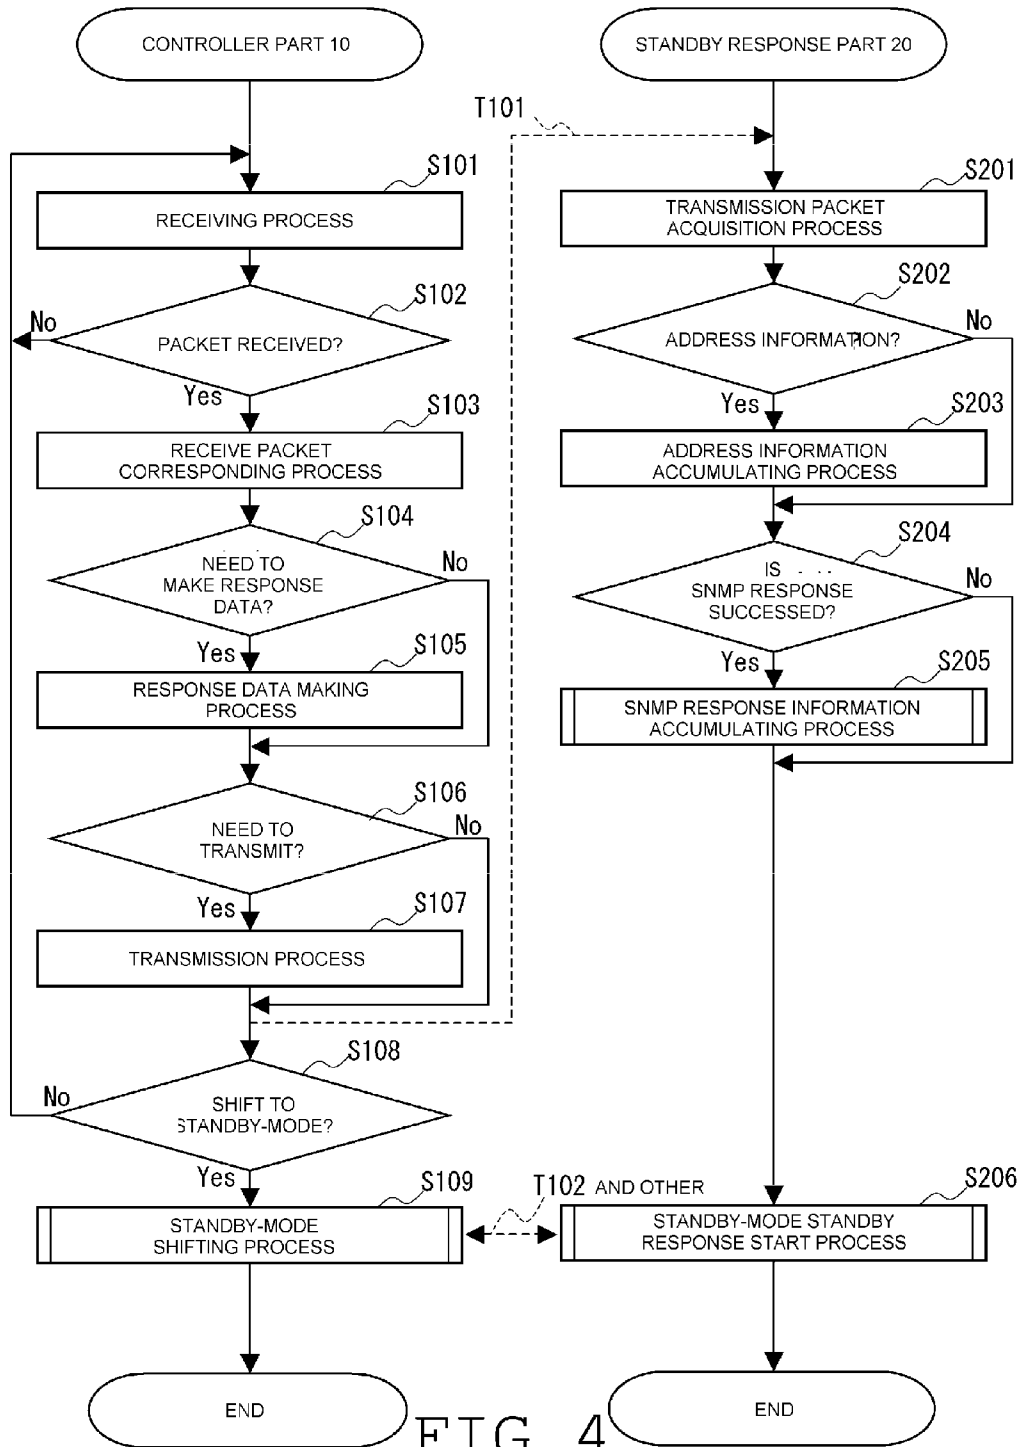 CONTROLLER PART 10
S101
RECEIVING PROCESS
S102
No
PACKET RECEIVED?
Yes
S103
RECEIVE PACKET
CORRESPONDING PROCESS
S104
NEED TO
MAKE RESPONSE
DATA?
No
Yes
S105
RESPONSE DATA MAKING
PROCESS
S106
NEED TO
TRANSMIT?
No
Yes
S107
TRANSMISSION PROCESS
S108
No
SHIFT TO
STANDBY-MODE?
Yes
S109
STANDBY-MODE
SHIFTING PROCESS
END
STANDBY RESPONSE PART 20
T101
S201
TRANSMISSION PACKET
ACQUISITION PROCESS
S202
ADDRESS INFORMATION?
No
Yes
S203
ADDRESS INFORMATION
ACCUMULATING PROCESS
S204
IS
SNMP RESPONSE
SUCCESSED?
No
Yes
S205
SNMP RESPONSE INFORMATION
ACCUMULATING PROCESS
T102 AND OTHER
S206
STANDBY-MODE STANDBY
RESPONSE START PROCESS
END
FIG. 4